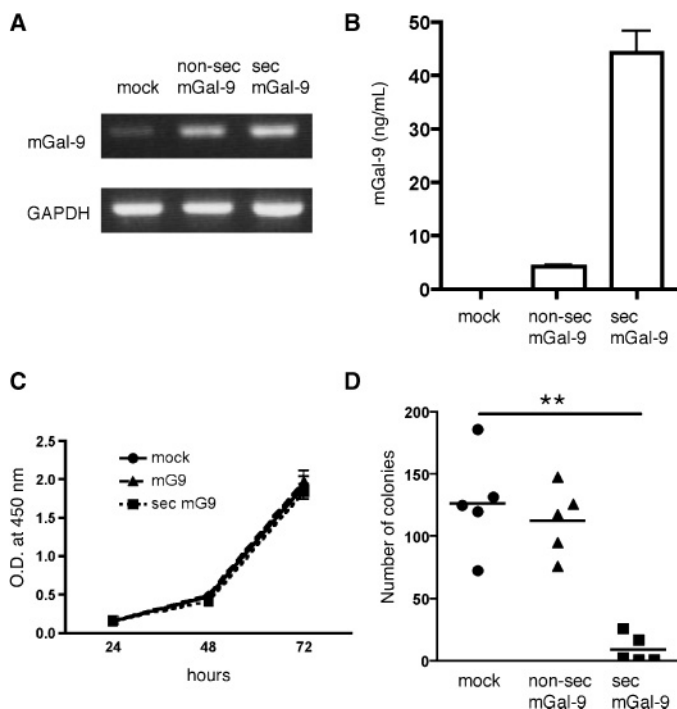 A
non-sec sec
mock mGal-9 mGal-9
mGal-9
GAPDH
B
mGal-9 (ng/mL)
50
40
30
20
10
0
mock non-sec sec
mGal-9 mGal-9
C
O.D. at 450 nm
2.5
2.0
1.5
1.0
0.5
0.0
mock
mG9
sec mG9
24 48 72
hours
D
**
Number of colonies
200
150
100
50
0
mock non-sec sec
mGal-9 mGal-9